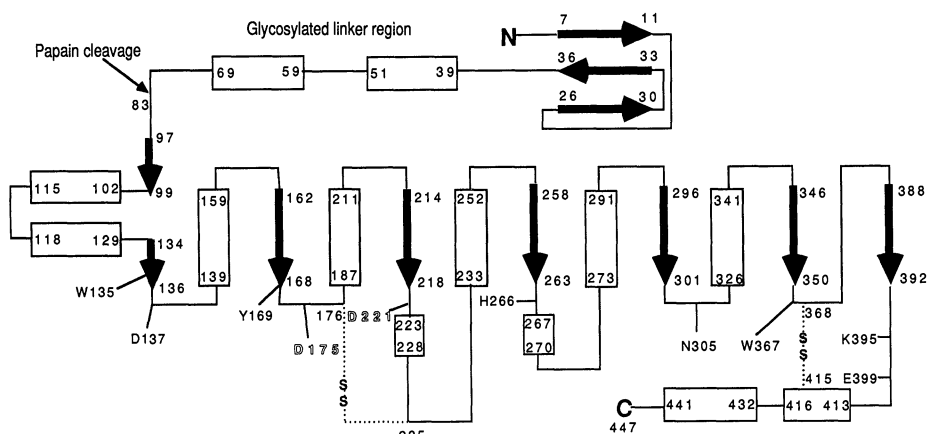 Glycosylated linker region
N 7 11
Papain cleavage
36 33
69 59 51 39
26 30
83
97
115 102 99
159 162 211 214 252 258 291 296 341 346 388
118 129 134
139 168 187 218 233 263 273 301 326 350 392
W135 136
H266
Y169 176 D221 368
D137 223 267
D175 228 270 N305 W367 K395
S S
S S
415 E399
C 441 432 416 413
447